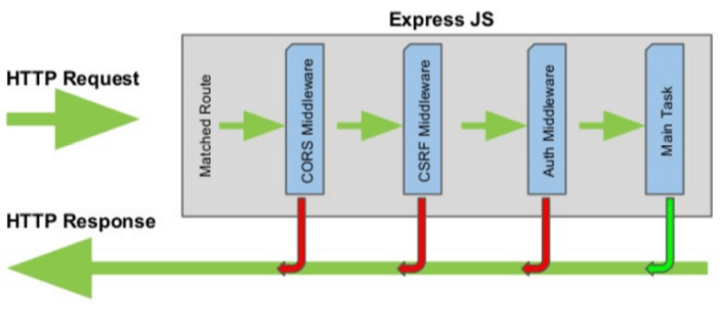 Express JS
HTTP Request
Matched Route
CORS Middleware
CSRF Middleware
Auth Middleware
Main Task
HTTP Response